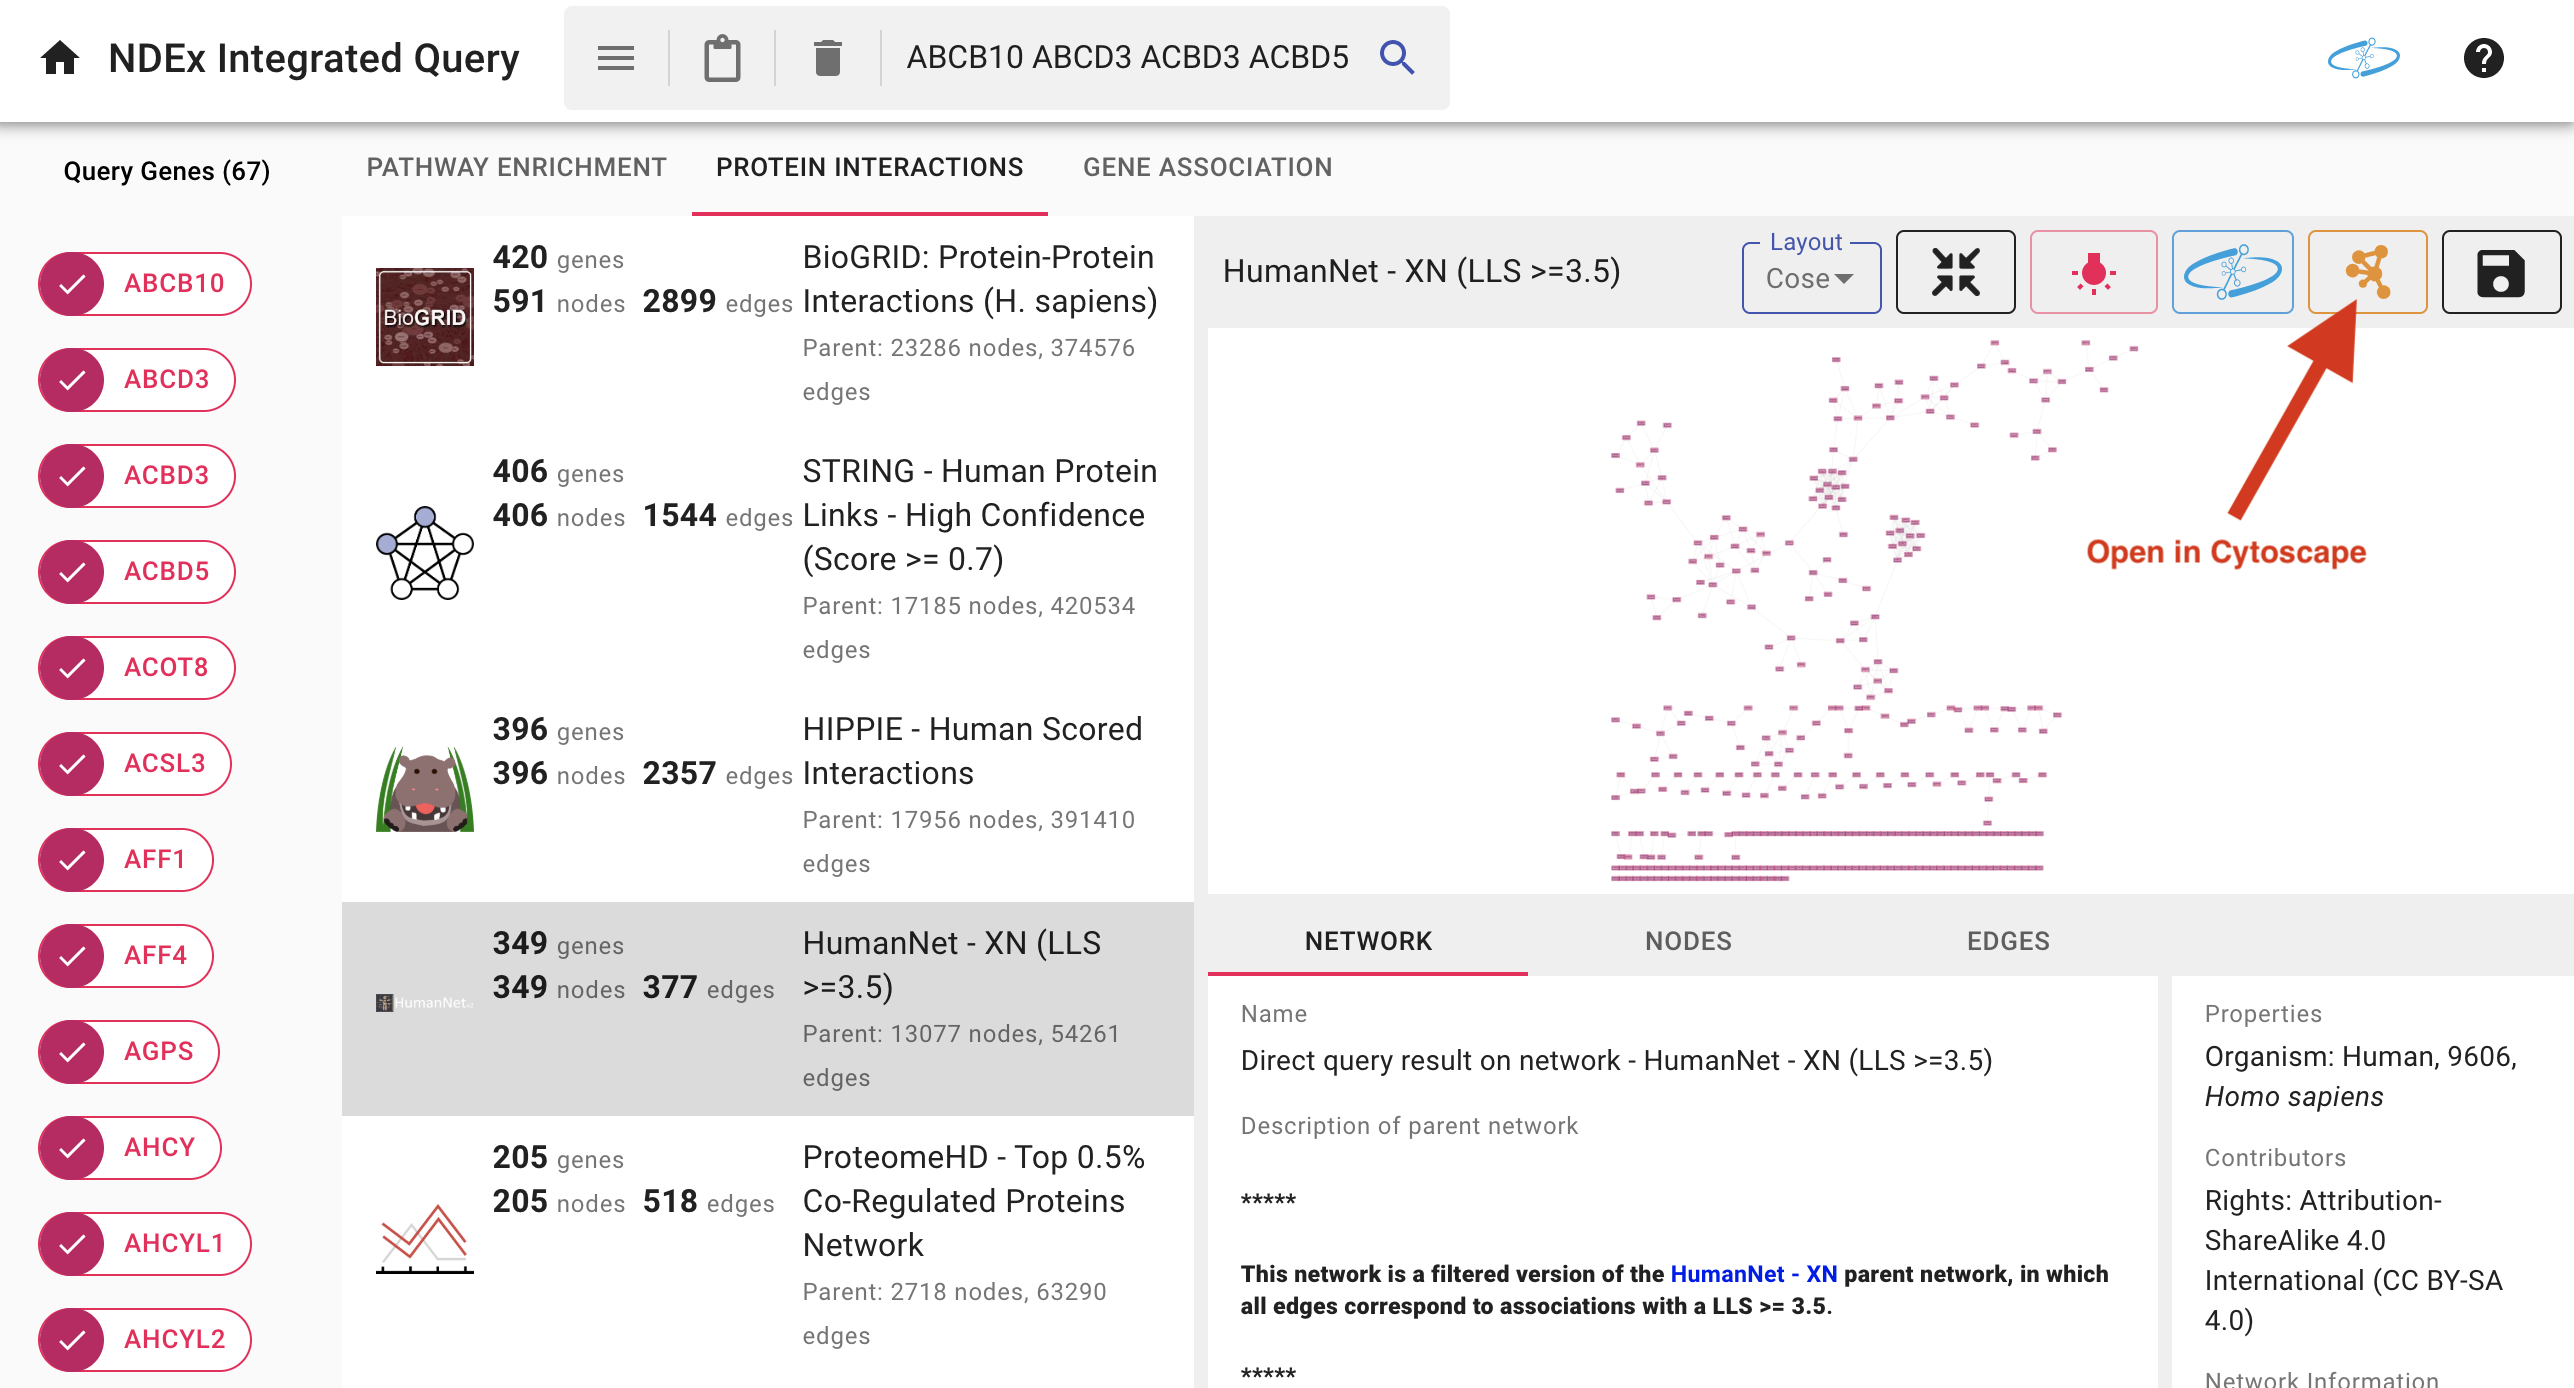 NDEx Integrated Query
ABCB10 ABCD3 ACBD3 ACBD5
Query Genes (67)
PATHWAY ENRICHMENT
PROTEIN INTERACTIONS
GENE ASSOCIATION
ABCB10
ABCD3
ACBD3
ACBD5
ACOT8
ACSL3
AFF1
AFF4
AGPS
AHCY
AHCYL1
AHCYL2
BioGRID
420 genes
591 nodes 2899 edges
BioGRID: Protein-Protein
Interactions (H. sapiens)
Parent: 23286 nodes, 374576
edges
406 genes
406 nodes 1544 edges
STRING - Human Protein
Links - High Confidence
(Score >= 0.7)
Parent: 17185 nodes, 420534
edges
396 genes
396 nodes 2357 edges
HIPPIE - Human Scored
Interactions
Parent: 17956 nodes, 391410
edges
HumanNet
349 genes
349 nodes 377 edges
HumanNet - XN (LLS
>=3.5)
Parent: 13077 nodes, 54261
edges
205 genes
205 nodes 518 edges
ProteomeHD - Top 0.5%
Co-Regulated Proteins
Network
Parent: 2718 nodes, 63290
edges
HumanNet - XN (LLS >=3.5)
Layout
Cose
Open in Cytoscape
NETWORK
NODES
EDGES
Name
Direct query result on network - HumanNet - XN (LLS >=3.5)
Description of parent network
*****
This network is a filtered version of the HumanNet - XN parent network, in which
all edges correspond to associations with a LLS >= 3.5.
*****
Properties
Organism: Human, 9606,
Homo sapiens
Contributors
Rights: Attribution-
ShareAlike 4.0
International (CC BY-SA
4.0)
Network Information